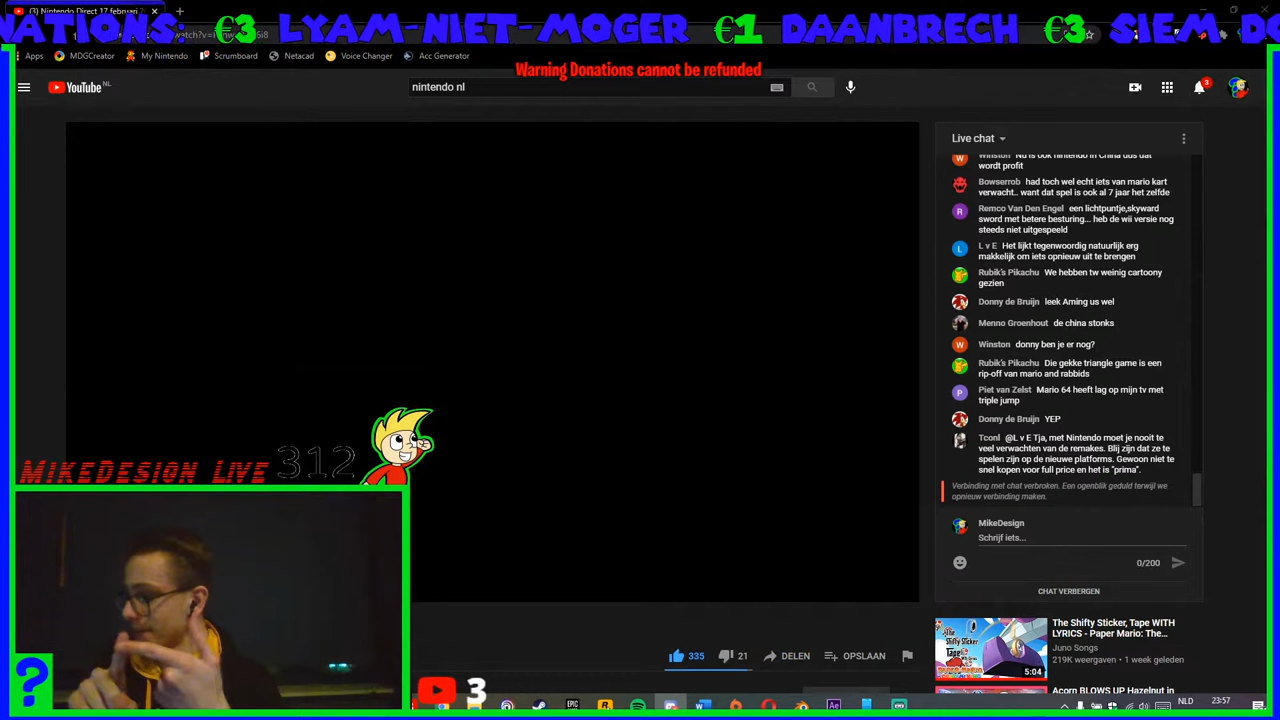 NATIONS: €3 LYAM-NIET-MOGER €1 DAANBRECH €3 SIEM DO
(3) Nintendo Direct 17 februari 2
Apps MDGCreator My Nintendo Scrumboard Netacad Voice Changer Acc Generator
Warning Donations cannot be refunded
YouTube NL
nintendo nl
3
Live chat
Winston Nu is ook nintendo in China dus dat
wordt profit
Bowserrob had toch wel echt iets van mario kart
verwacht.. want dat spel is ook al 7 jaar het zelfde
Remco Van Den Engel een lichtpuntje,skyward
sword met betere besturing... heb de wii versie nog
steeds niet uitgespeeld
L v E Het lijkt tegenwoordig natuurlijk erg
makkelijk om iets opnieuw uit te brengen
Rubik's Pikachu We hebben tw weinig cartoony
gezien
Donny de Bruijn leek Aming us wel
Menno Groenhout de china stonks
Winston donny ben je er nog?
Rubik's Pikachu Die gekke triangle game is een
rip-off van mario and rabbids
Piet van Zelst Mario 64 heeft lag op mijn tv met
triple jump
Donny de Bruijn YEP
Tconl @L v E Tja, met Nintendo moet je nooit te
veel verwachten van de remakes. Blij zijn dat ze te
spelen zijn op de nieuwe platforms. Gewoon niet te
snel kopen voor full price en het is "prima".
Verbinding met chat verbroken. Een ogenblik geduld terwijl we
opnieuw verbinding maken.
MikeDesign
Schrijf iets...
0/200
CHAT VERBERGEN
MikeDesign Live 312
?
335 21 DELEN OPSLAAN
3
The Shifty Sticker, Tape WITH
LYRICS - Paper Mario: The...
Juno Songs
219K weergaven • 1 week geleden
5:04
Acorn BLOWS UP Hazelnut in
NLD 23:57